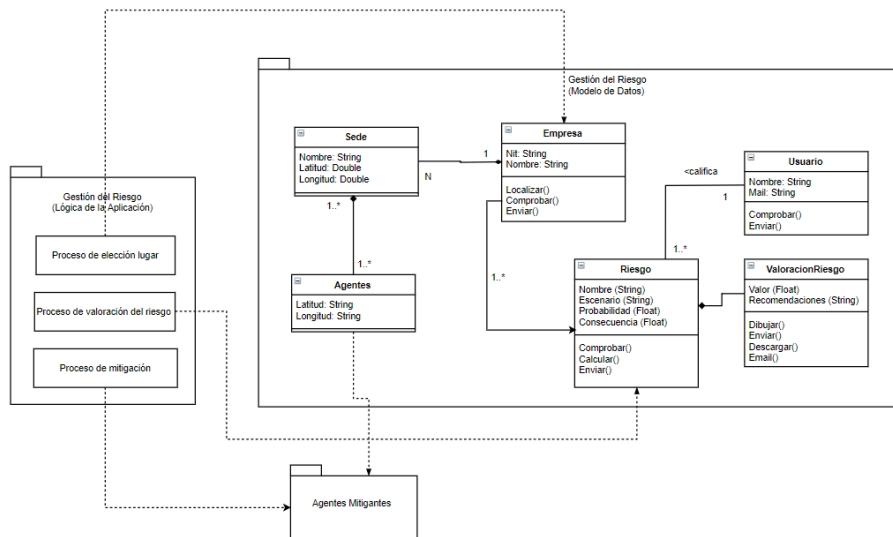 Gestión del Riesgo
(Modelo de Datos)
Sede
Nombre: String
Latitud: Double
Longitud: Double
1
N
Empresa
Nit: String
Nombre: String
Localizar()
Comprobar()
Enviar()
<califica
1
Usuario
Nombre: String
Mail: String
Comprobar()
Enviar()
Gestión del Riesgo
(Lógica de la Aplicación)
Proceso de elección lugar
Proceso de valoración del riesgo
Proceso de mitigación
1..*
1..*
Agentes
Latitud: String
Longitud: String
1..*
1..*
Riesgo
Nombre (String)
Escenario (String)
Probabilidad (Float)
Consecuencia (Float)
Comprobar()
Calcular()
Enviar()
ValoracionRiesgo
Valor (Float)
Recomendaciones (String)
Dibujar()
Enviar()
Descargar()
Email()
Agentes Mitigantes